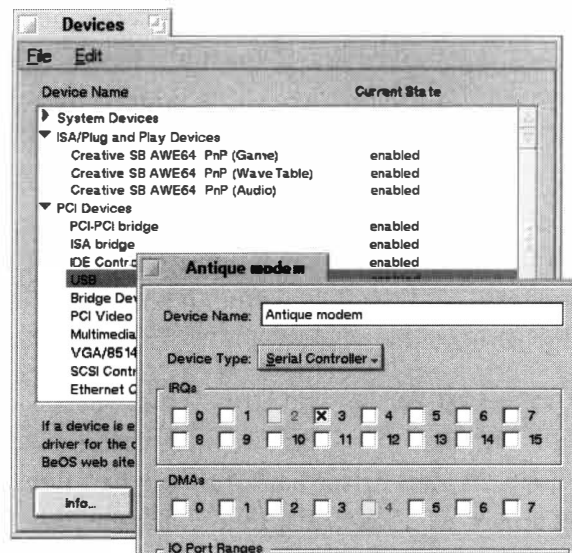 Devices
File Edit
Device Name Current State
System Devices
ISA/Plug and Play Devices
Creative SB AWE64 PnP (Game) enabled
Creative SB AWE64 PnP (Wave Table) enabled
Creative SB AWE64 PnP (Audio) enabled
PCI Devices
PCI-PCI bridge enabled
ISA bridge enabled
IDE Contro enabled
USB enabled
Bridge Dev
PCI Video
Multimedia
VGA/8514
SCSI Contr
Ethernet C
If a device is e
driver for the d
BeOS web site
Info...
Antique modem
Device Name: Antique modem
Device Type: Serial Controller
IRQs
0 1 2 3 4 5 6 7
8 9 10 11 12 13 14 15
DMAs
0 1 2 3 4 5 6 7
IO Port Ranges